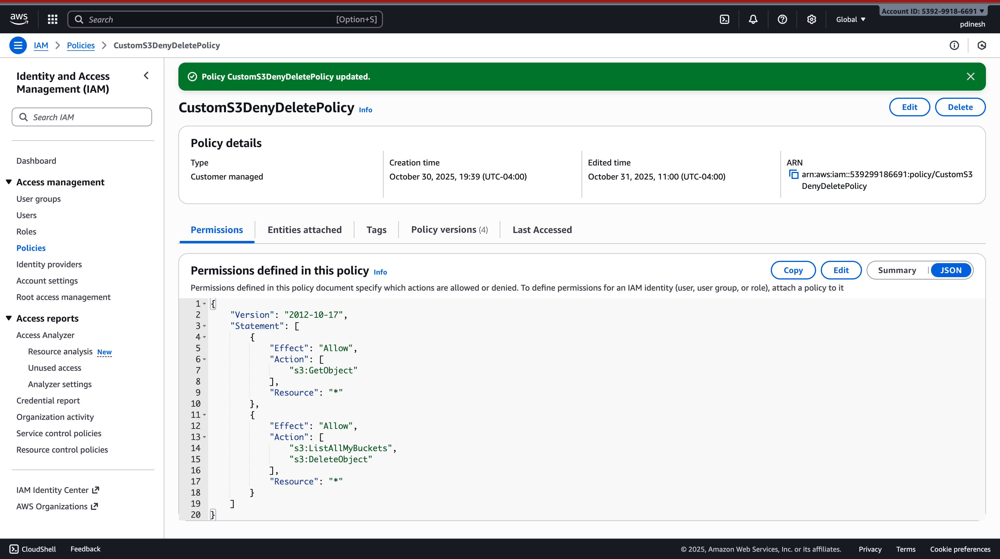 aws
Search
[Option+S]
Global
Account ID: 5392-9918-6691
pdinesh
IAM
Policies
CustomS3DenyDeletePolicy
Identity and Access
Management (IAM)
Search IAM
Dashboard
Access management
User groups
Users
Roles
Policies
Identity providers
Account settings
Root access management
Access reports
Access Analyzer
Resource analysis New
Unused access
Analyzer settings
Credential report
Organization activity
Service control policies
Resource control policies
IAM Identity Center
AWS Organizations
Policy CustomS3DenyDeletePolicy updated.
CustomS3DenyDeletePolicy Info
Edit
Delete
Policy details
Type
Customer managed
Creation time
October 30, 2025, 19:39 (UTC-04:00)
Edited time
October 31, 2025, 11:00 (UTC-04:00)
ARN
arn:aws:iam::539299186691:policy/CustomS3
DenyDeletePolicy
Permissions
Entities attached
Tags
Policy versions (4)
Last Accessed
Permissions defined in this policy Info
Copy
Edit
Summary
JSON
Permissions defined in this policy document specify which actions are allowed or denied. To define permissions for an IAM identity (user, user group, or role), attach a policy to it
1 {
2 "Version": "2012-10-17",
3 "Statement": [
4 {
5 "Effect": "Allow",
6 "Action": [
7 "s3:GetObject"
8 ],
9 "Resource": "*"
10 },
11 {
12 "Effect": "Allow",
13 "Action": [
14 "s3:ListAllMyBuckets",
15 "s3:DeleteObject"
16 ],
17 "Resource": "*"
18 }
19 ]
20 }
CloudShell
Feedback
© 2025, Amazon Web Services, Inc. or its affiliates.
Privacy
Terms
Cookie preferences